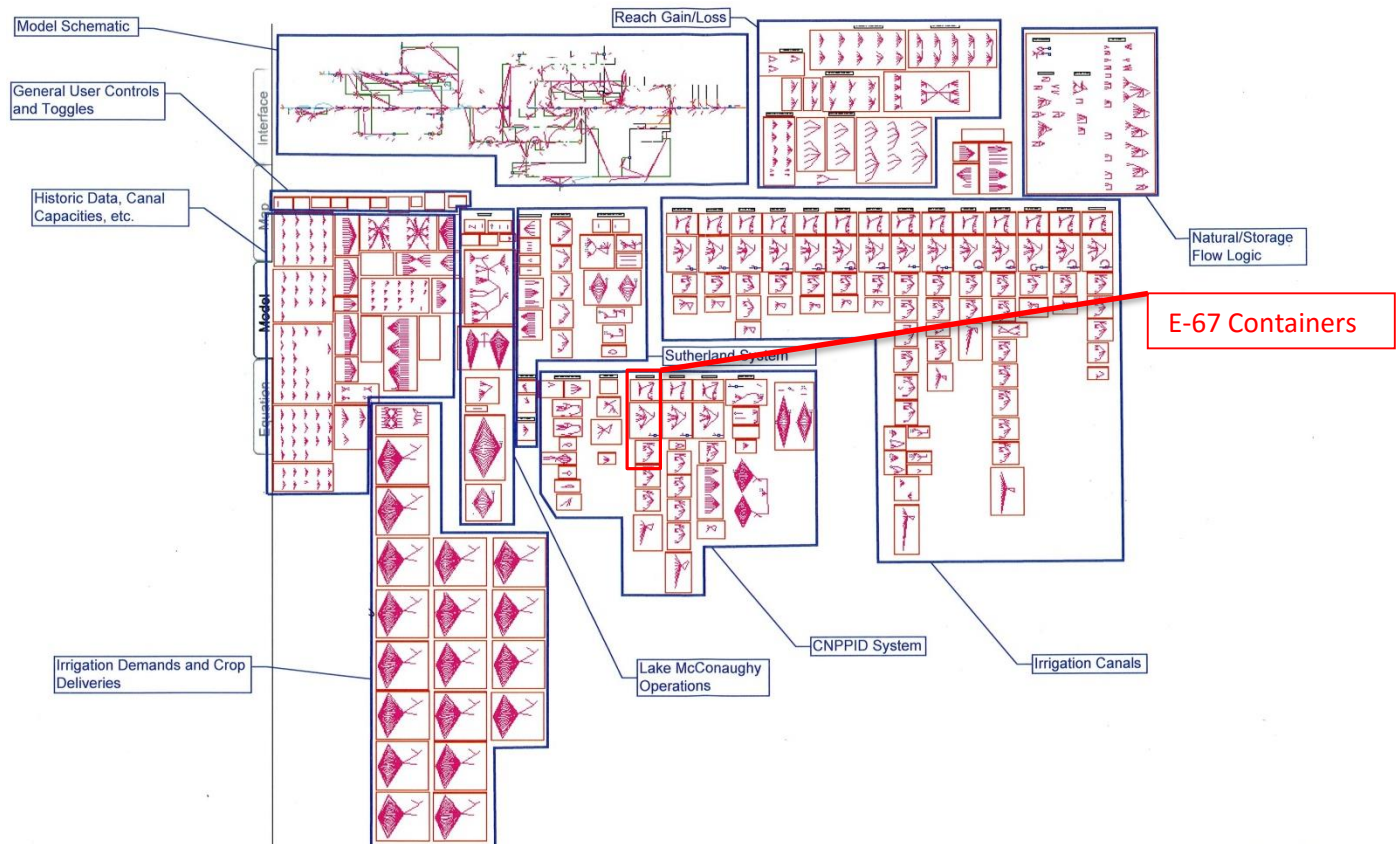 Model Schematic
Reach Gain/Loss
General User Controls
and Toggles
Interface
Historic Data, Canal
Capacities, etc.
Map
Natural/Storage
Flow Logic
Model
E-67 Containers
Sutherland System
Equation
CNPPID System
Irrigation Demands and Crop
Deliveries
Lake McConaughy
Operations
Irrigation Canals